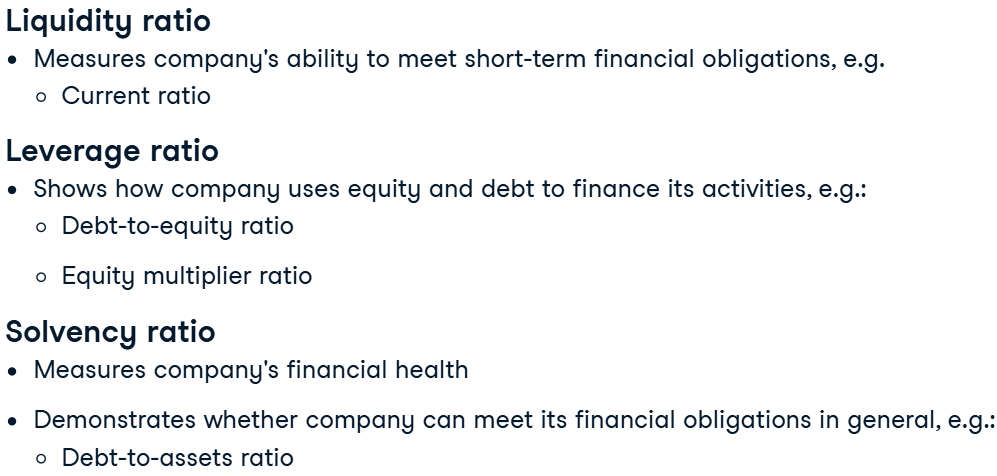 Liquidity ratio
• Measures company's ability to meet short-term financial obligations, e.g.
○ Current ratio
Leverage ratio
• Shows how company uses equity and debt to finance its activities, e.g.:
○ Debt-to-equity ratio
○ Equity multiplier ratio
Solvency ratio
• Measures company's financial health
• Demonstrates whether company can meet its financial obligations in general, e.g.:
○ Debt-to-assets ratio